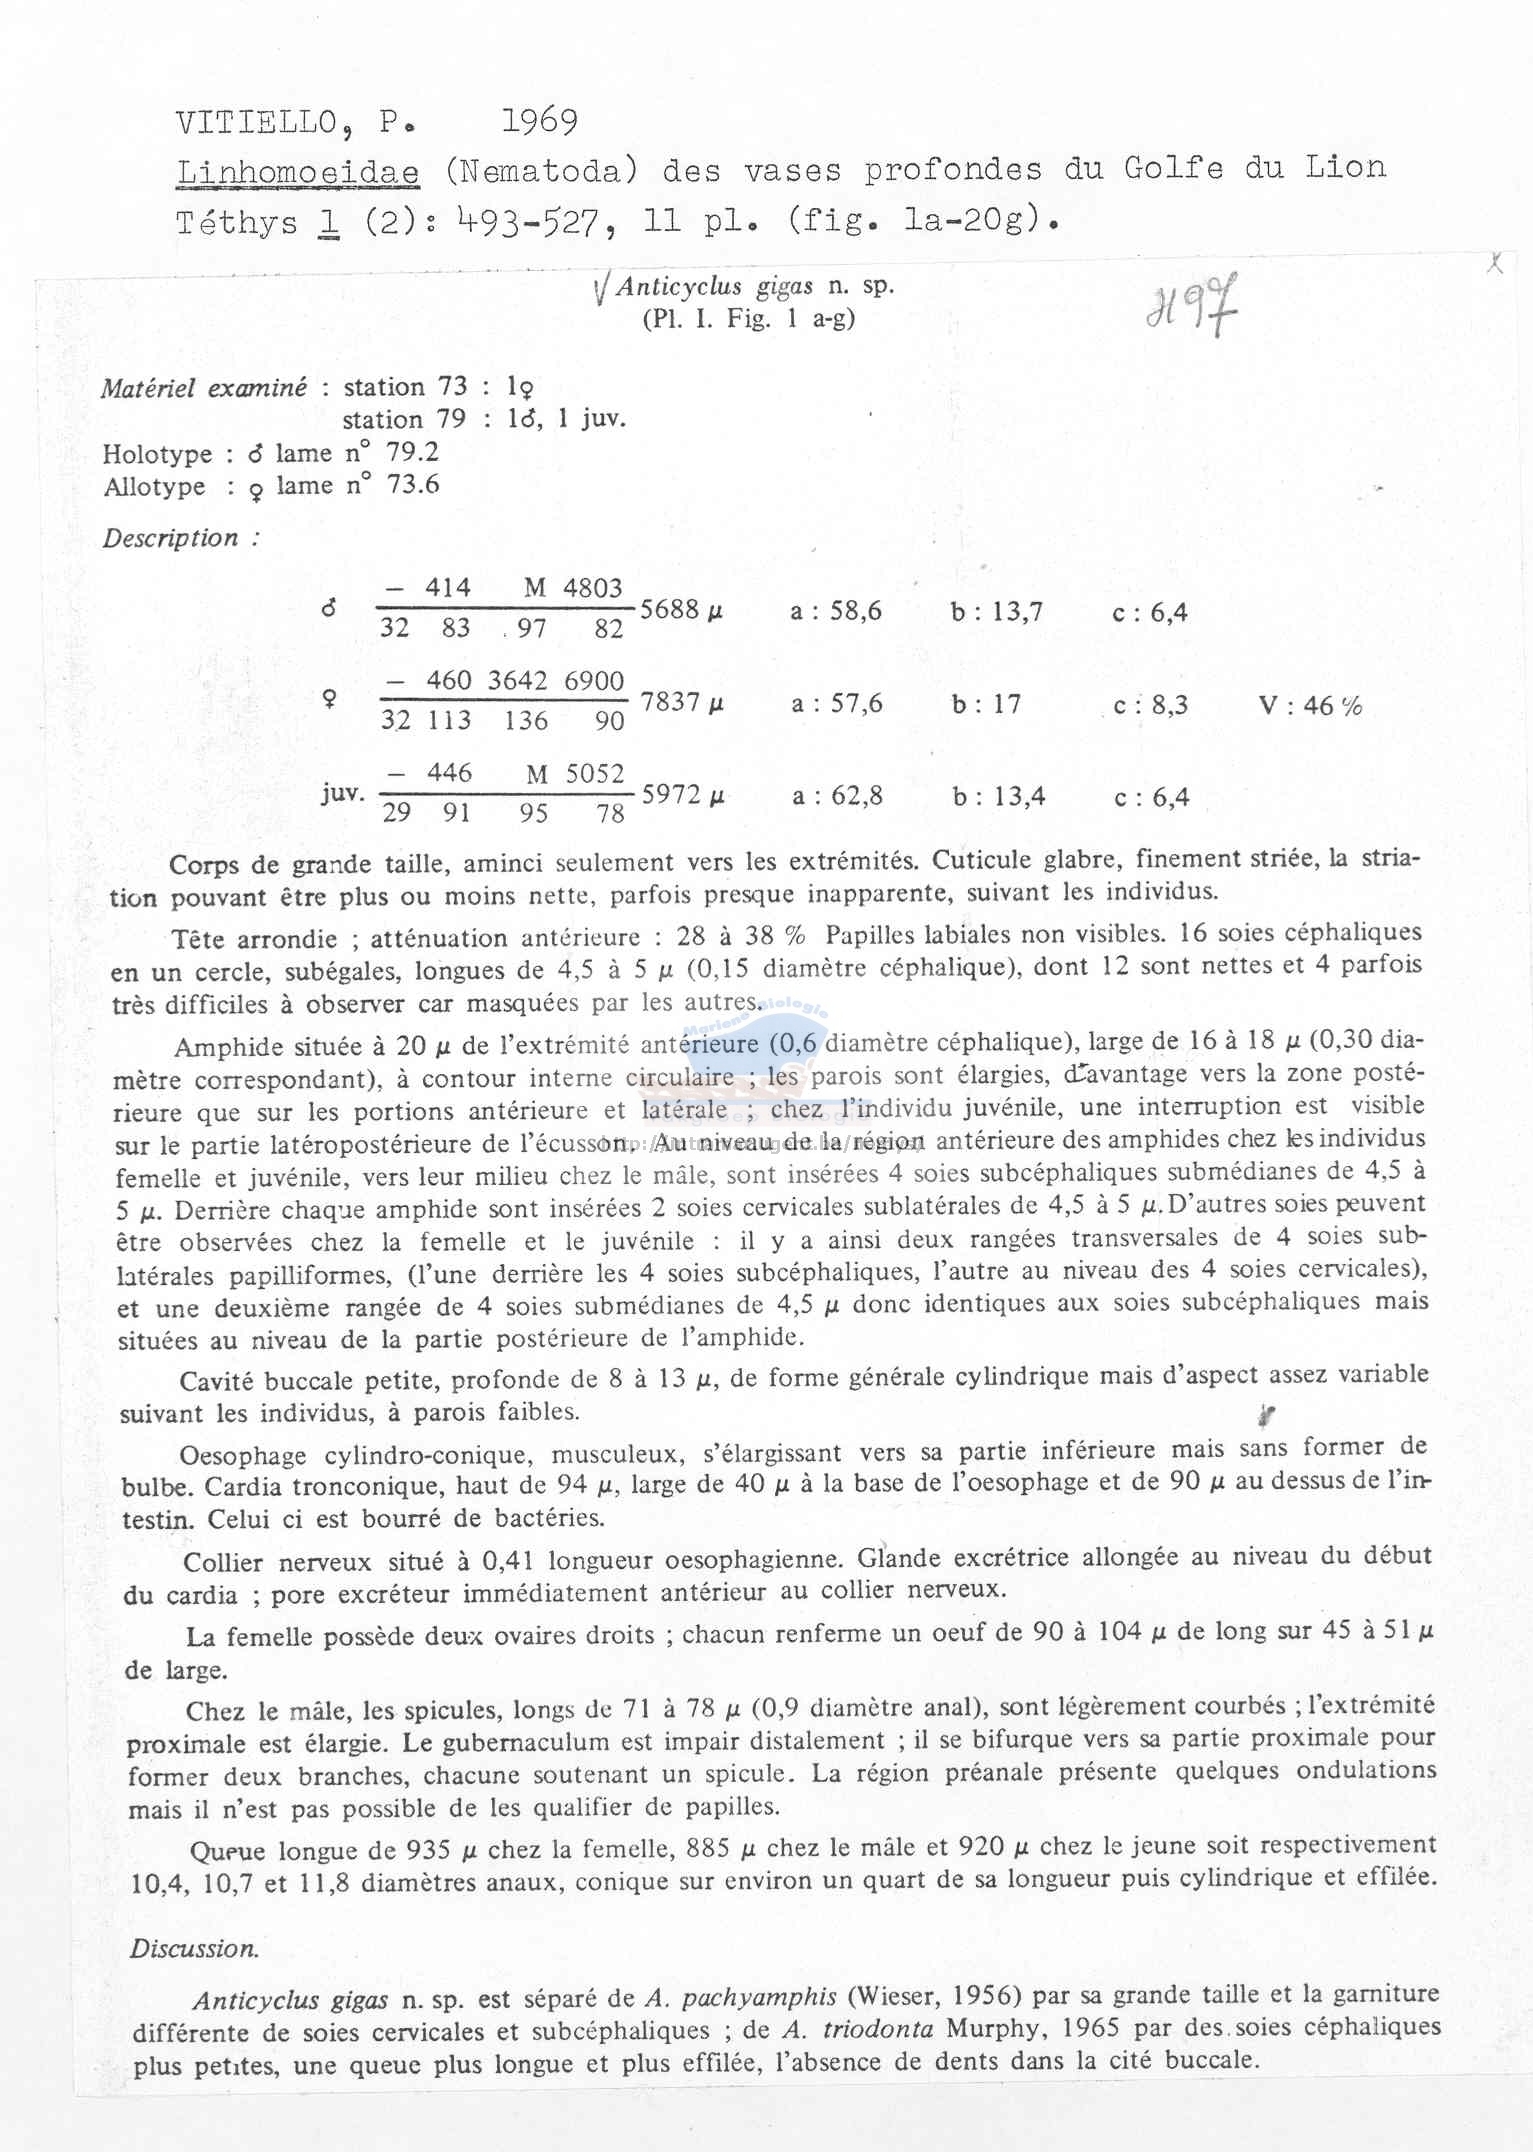 VITIELLO, P. 1969
Linhomoeidae (Nematoda) des vases profondes du Golfe du Lion
Téthys 1 (2): 493-527, 11 pl. (fig. 1a-20g).
Anticyclus gigas n. sp.
(Pl. I. Fig. 1 a-g)
Matériel examiné : station 73 : 1♀
station 79 : 1♂, 1 juv.
Holotype : ♂ lame n° 79.2
Allotype : ♀ lame n° 73.6
Description :
— 414 M 4803
♂ 5688 µ a : 58,6 b : 13,7 c : 6,4
32 83 97 82
— 460 3642 6900
♀ 7837 µ a : 57,6 b : 17 c : 8,3 V : 46 %
32 113 136 90
— 446 M 5052
juv. 5972 µ a : 62,8 b : 13,4 c : 6,4
29 91 95 78
Corps de grande taille, aminci seulement vers les extrémités. Cuticule glabre, finement striée, la stria-
tion pouvant être plus ou moins nette, parfois presque inapparente, suivant les individus.
Tête arrondie ; atténuation antérieure : 28 à 38 % Papilles labiales non visibles. 16 soies céphaliques
en un cercle, subégales, longues de 4,5 à 5 µ (0,15 diamètre céphalique), dont 12 sont nettes et 4 parfois
très difficiles à observer car masquées par les autres.
Amphide située à 20 µ de l'extrémité antérieure (0,6 diamètre céphalique), large de 16 à 18 µ (0,30 dia-
mètre correspondant), à contour interne circulaire ; les parois sont élargies, d'avantage vers la zone posté-
rieure que sur les portions antérieure et latérale ; chez l'individu juvénile, une interruption est visible
sur le partie latéropostérieure de l'écusson. Au niveau de la région antérieure des amphides chez les individus
femelle et juvénile, vers leur milieu chez le mâle, sont insérées 4 soies subcéphaliques submédianes de 4,5 à
5 µ. Derrière chaque amphide sont insérées 2 soies cervicales sublatérales de 4,5 à 5 µ. D'autres soies peuvent
être observées chez la femelle et le juvénile : il y a ainsi deux rangées transversales de 4 soies sub-
latérales papilliformes, (l'une derrière les 4 soies subcéphaliques, l'autre au niveau des 4 soies cervicales),
et une deuxième rangée de 4 soies submédianes de 4,5 µ donc identiques aux soies subcéphaliques mais
situées au niveau de la partie postérieure de l'amphide.
Cavité buccale petite, profonde de 8 à 13 µ, de forme générale cylindrique mais d'aspect assez variable
suivant les individus, à parois faibles.
Oesophage cylindro-conique, musculeux, s'élargissant vers sa partie inférieure mais sans former de
bulbe. Cardia tronconique, haut de 94 µ, large de 40 µ à la base de l'oesophage et de 90 µ au dessus de l'in-
testin. Celui ci est bourré de bactéries.
Collier nerveux situé à 0,41 longueur oesophagienne. Glande excrétrice allongée au niveau du début
du cardia ; pore excréteur immédiatement antérieur au collier nerveux.
La femelle possède deux ovaires droits ; chacun renferme un oeuf de 90 à 104 µ de long sur 45 à 51 µ
de large.
Chez le mâle, les spicules, longs de 71 à 78 µ (0,9 diamètre anal), sont légèrement courbés ; l'extrémité
proximale est élargie. Le gubernaculum est impair distalement ; il se bifurque vers sa partie proximale pour
former deux branches, chacune soutenant un spicule. La région préanale présente quelques ondulations
mais il n'est pas possible de les qualifier de papilles.
Queue longue de 935 µ chez la femelle, 885 µ chez le mâle et 920 µ chez le jeune soit respectivement
10,4, 10,7 et 11,8 diamètres anaux, conique sur environ un quart de sa longueur puis cylindrique et effilée.
Discussion.
Anticyclus gigas n. sp. est séparé de A. pachyamphis (Wieser, 1956) par sa grande taille et la garniture
différente de soies cervicales et subcéphaliques ; de A. triodonta Murphy, 1965 par des soies céphaliques
plus petites, une queue plus longue et plus effilée, l'absence de dents dans la cité buccale.